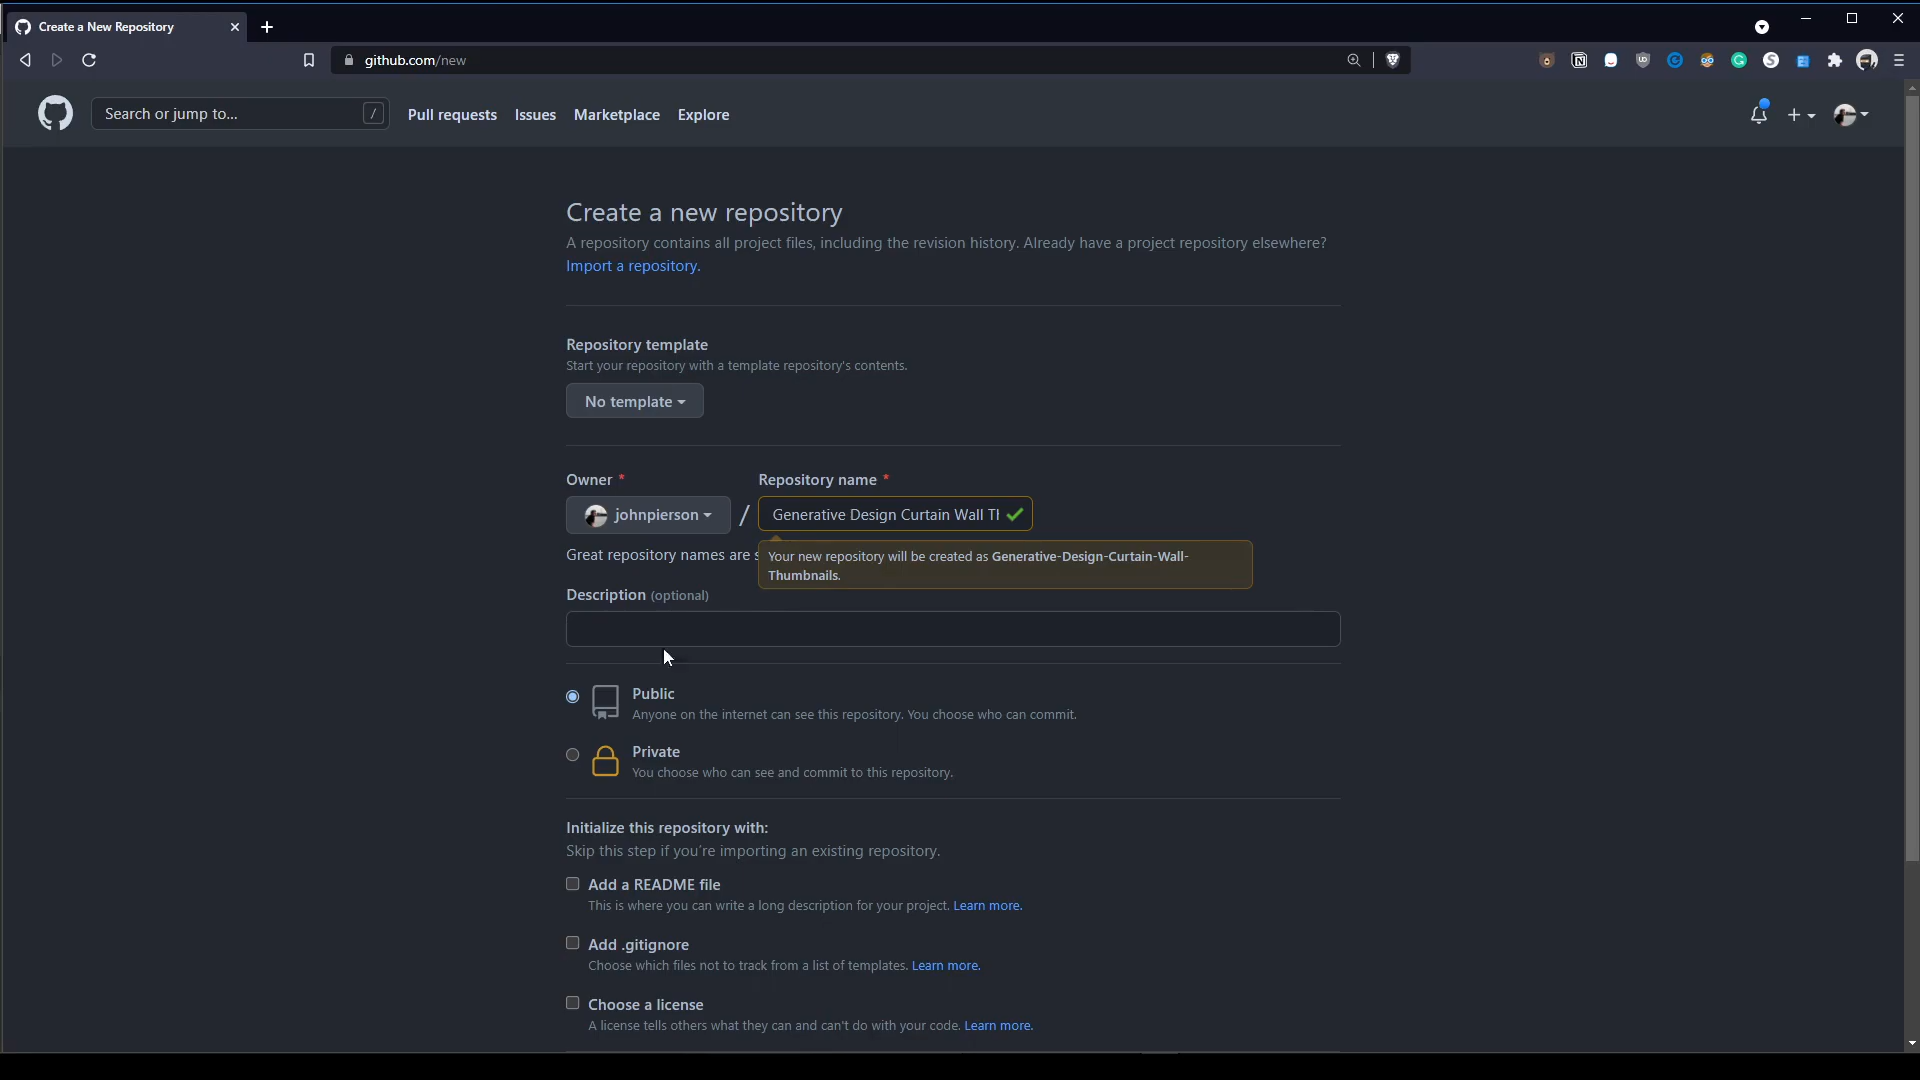 Create a New Repository
github.com/new
Search or jump to... /
Pull requests Issues Marketplace Explore
Create a new repository
A repository contains all project files, including the revision history. Already have a project repository elsewhere?
Import a repository.
Repository template
Start your repository with a template repository's contents.
No template
Owner * Repository name *
johnpierson / Generative Design Curtain Wall
Great repository names are
Your new repository will be created as Generative-Design-Curtain-Wall-
Thumbnails.
Description (optional)
Public
Anyone on the internet can see this repository. You choose who can commit.
Private
You choose who can see and commit to this repository.
Initialize this repository with:
Skip this step if you're importing an existing repository.
Add a README file
This is where you can write a long description for your project. Learn more.
Add .gitignore
Choose which files not to track from a list of templates. Learn more.
Choose a license
A license tells others what they can and can't do with your code. Learn more.